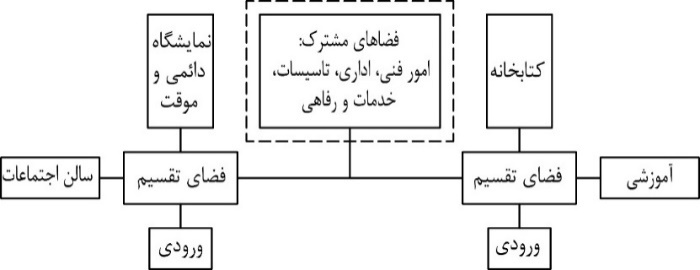 کتابخانه
فضاهای مشترک:
امور فنی، اداری، تاسیسات،
خدمات و رفاهی
نمایشگاه
دائمی و
موقت
آموزشی
فضای تقسیم
فضای تقسیم
سالن اجتماعات
ورودی
ورودی